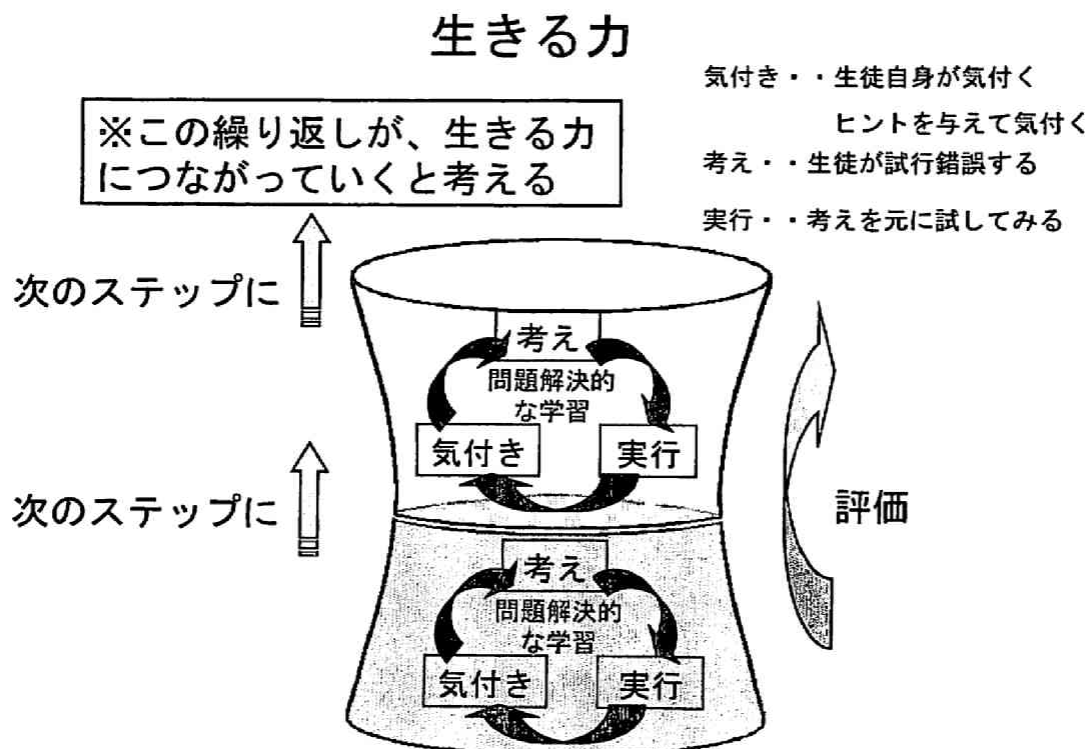 生きる力
気付き・・生徒自身が気付く
ヒントを与えて気付く
考え・・生徒が試行錯誤する
実行・・考えを元に試してみる
※この繰り返しが、生きる力
につながっていくと考える
次のステップに
考え
問題解決的
な学習
気付き
実行
次のステップに
評価
考え
問題解決的
な学習
気付き
実行